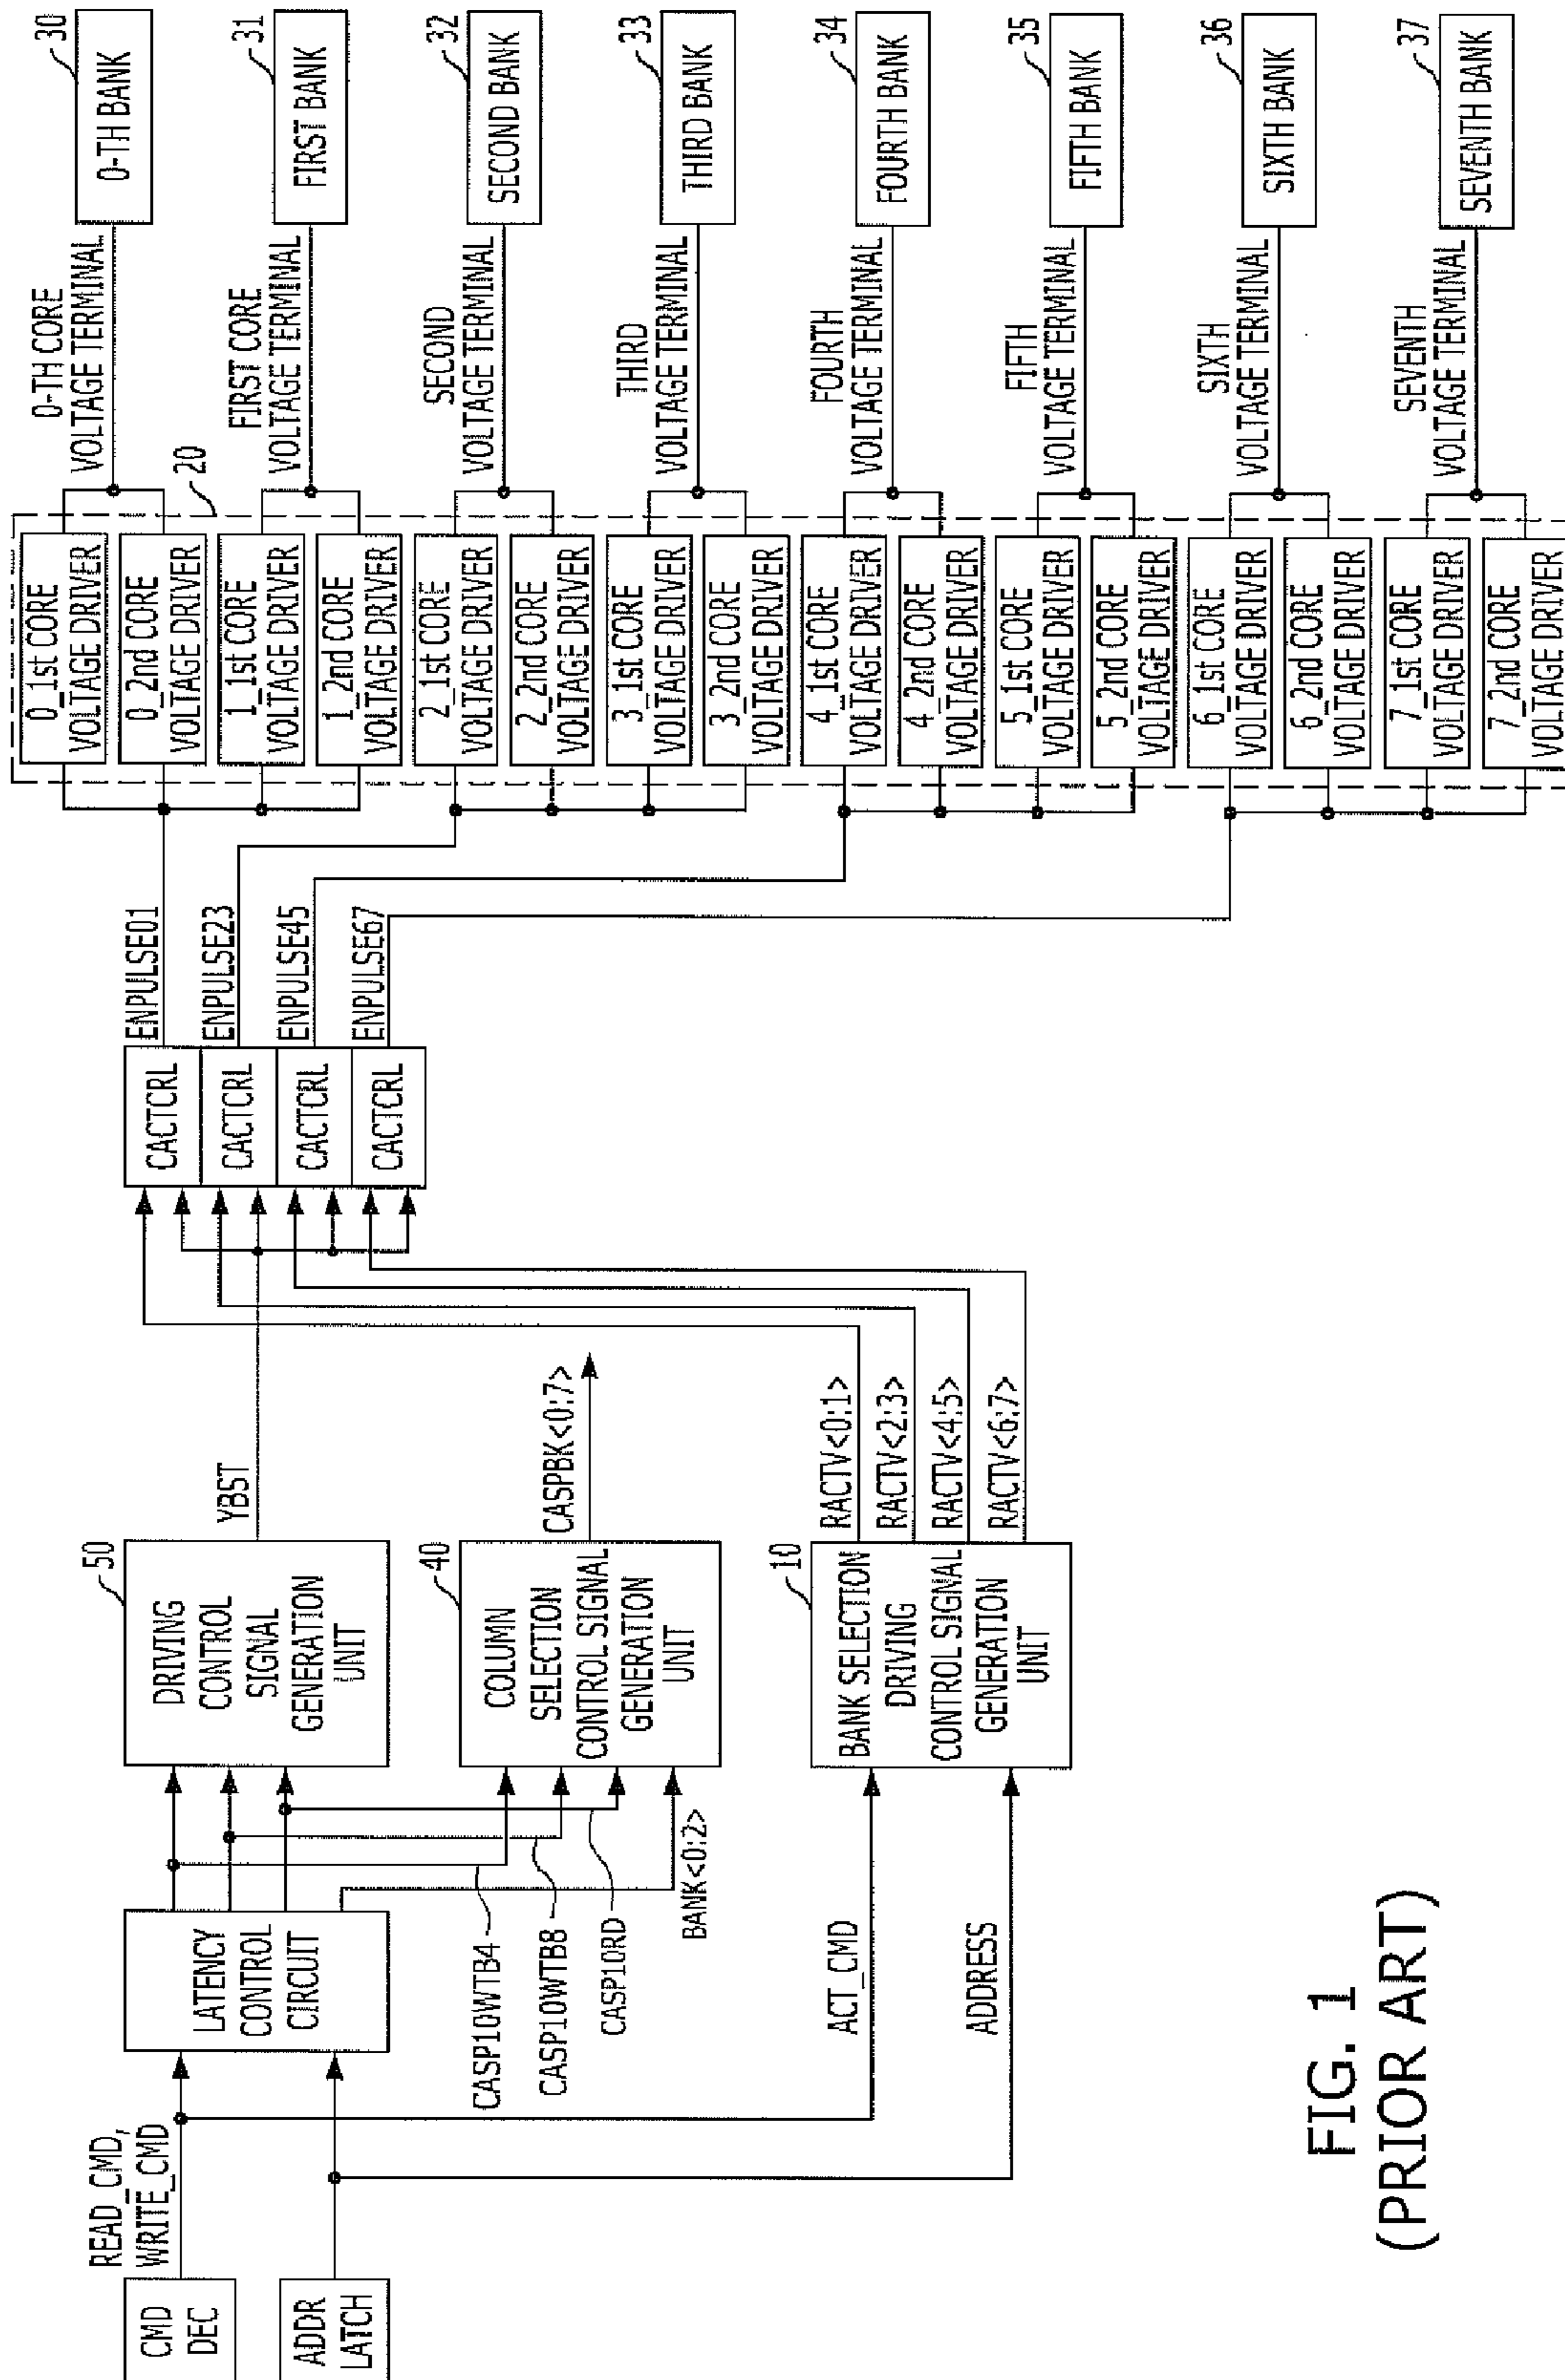 CMD
DEC
ADDR
LATCH
READ_CMD,
WRITE_CMD
LATENCY
CONTROL
CIRCUIT
CASP10WTB4
CASP10WTB8
CASP10RD
BANK<0:2>
ACT_CMD
ADDRESS
50
DRIVING
CONTROL
SIGNAL
GENERATION
UNIT
40
COLUMN
SELECTION
CONTROL SIGNAL
GENERATION
UNIT
10
BANK SELECTION
DRIVING
CONTROL SIGNAL
GENERATION
UNIT
YBST
CASPBK<0:7>
RACTV<0:1>
RACTV<2:3>
RACTV<4:5>
RACTV<6:7>
CACTCRL
CACTCRL
CACTCRL
CACTCRL
ENPULSE01
ENPULSE23
ENPULSE45
ENPULSE67
20
0_1st CORE
VOLTAGE DRIVER
0_2nd CORE
VOLTAGE DRIVER
1_1st CORE
VOLTAGE DRIVER
1_2nd CORE
VOLTAGE DRIVER
2_1st CORE
VOLTAGE DRIVER
2_2nd CORE
VOLTAGE DRIVER
3_1st CORE
VOLTAGE DRIVER
3_2nd CORE
VOLTAGE DRIVER
4_1st CORE
VOLTAGE DRIVER
4_2nd CORE
VOLTAGE DRIVER
5_1st CORE
VOLTAGE DRIVER
5_2nd CORE
VOLTAGE DRIVER
6_1st CORE
VOLTAGE DRIVER
6_2nd CORE
VOLTAGE DRIVER
7_1st CORE
VOLTAGE DRIVER
7_2nd CORE
VOLTAGE DRIVER
0-TH CORE
VOLTAGE TERMINAL
FIRST CORE
VOLTAGE TERMINAL
SECOND
VOLTAGE TERMINAL
THIRD
VOLTAGE TERMINAL
FOURTH
VOLTAGE TERMINAL
FIFTH
VOLTAGE TERMINAL
SIXTH
VOLTAGE TERMINAL
SEVENTH
VOLTAGE TERMINAL
30
0-TH BANK
31
FIRST BANK
32
SECOND BANK
33
THIRD BANK
34
FOURTH BANK
35
FIFTH BANK
36
SIXTH BANK
37
SEVENTH BANK
FIG. 1
(PRIOR ART)